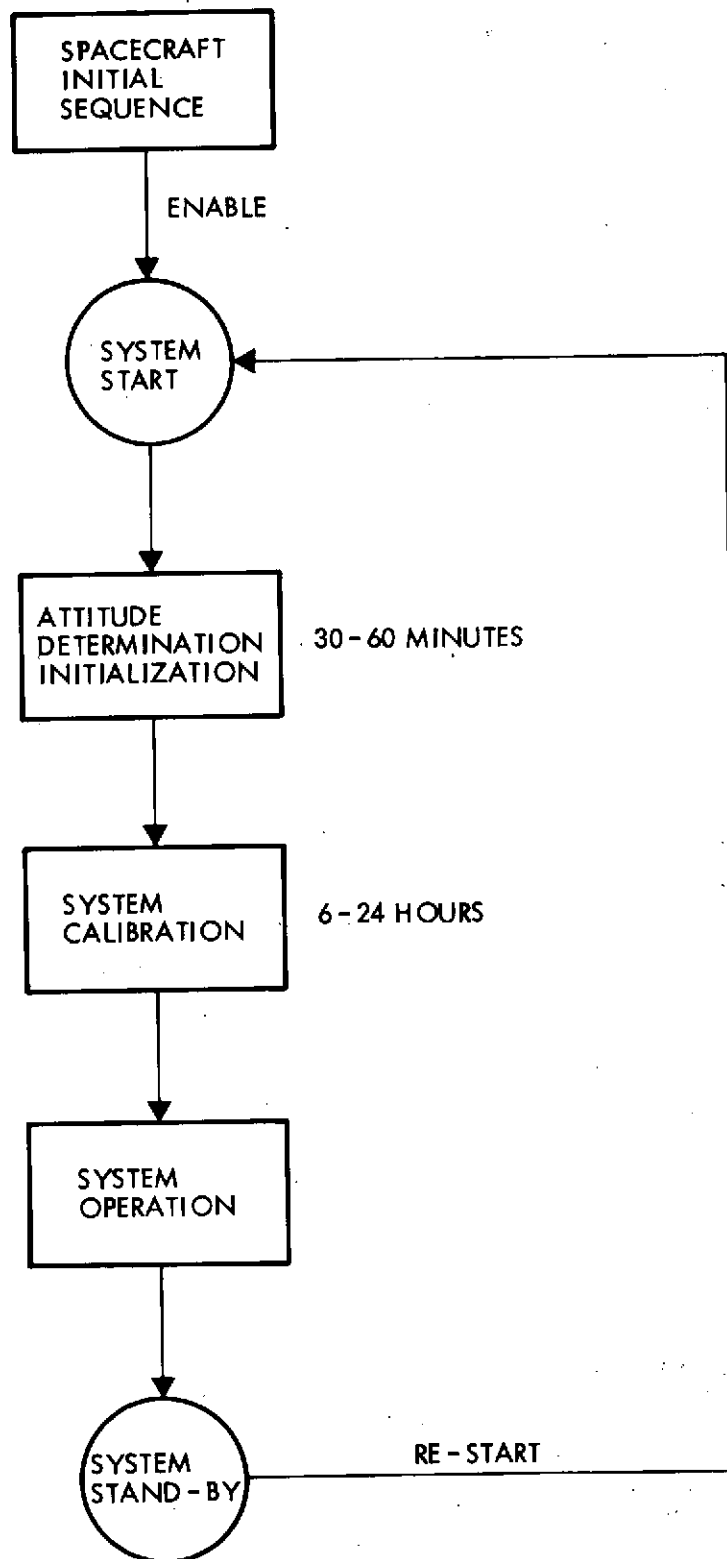 SPACECRAFT
INITIAL
SEQUENCE
ENABLE
SYSTEM
START
ATTITUDE
DETERMINATION
INITIALIZATION
30-60 MINUTES
SYSTEM
CALIBRATION
6-24 HOURS
SYSTEM
OPERATION
SYSTEM
STAND-BY
RE-START